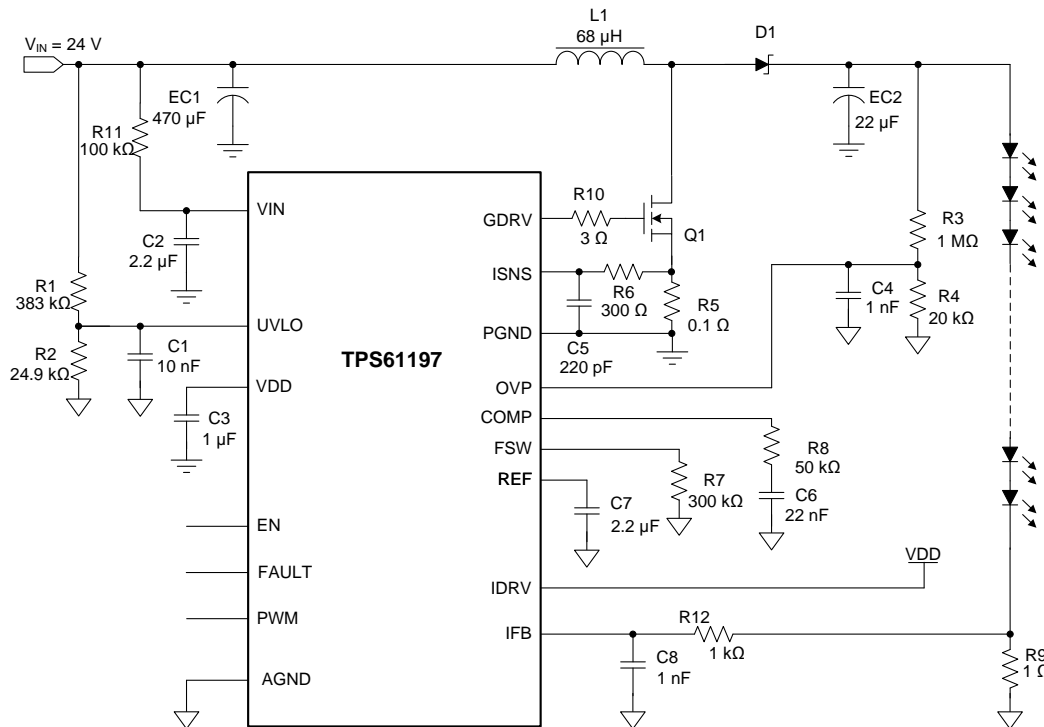 L1
68 µH
D1
VIN = 24 V
EC1
470 µF
EC2
22 µF
R11
100 kΩ
VIN
C2
2.2 µF
GDRV
R10
3 Ω
Q1
R3
1 MΩ
ISNS
R6
300 Ω
R5
0.1 Ω
C4
1 nF
R4
20 kΩ
R1
383 kΩ
UVLO
PGND
C5
220 pF
R2
24.9 kΩ
C1
10 nF
TPS61197
VDD
OVP
C3
1 µF
COMP
R8
50 kΩ
FSW
R7
300 kΩ
REF
C6
22 nF
C7
2.2 µF
EN
FAULT
VDD
IDRV
PWM
IFB
R12
1 kΩ
C8
1 nF
R9
1 Ω
AGND